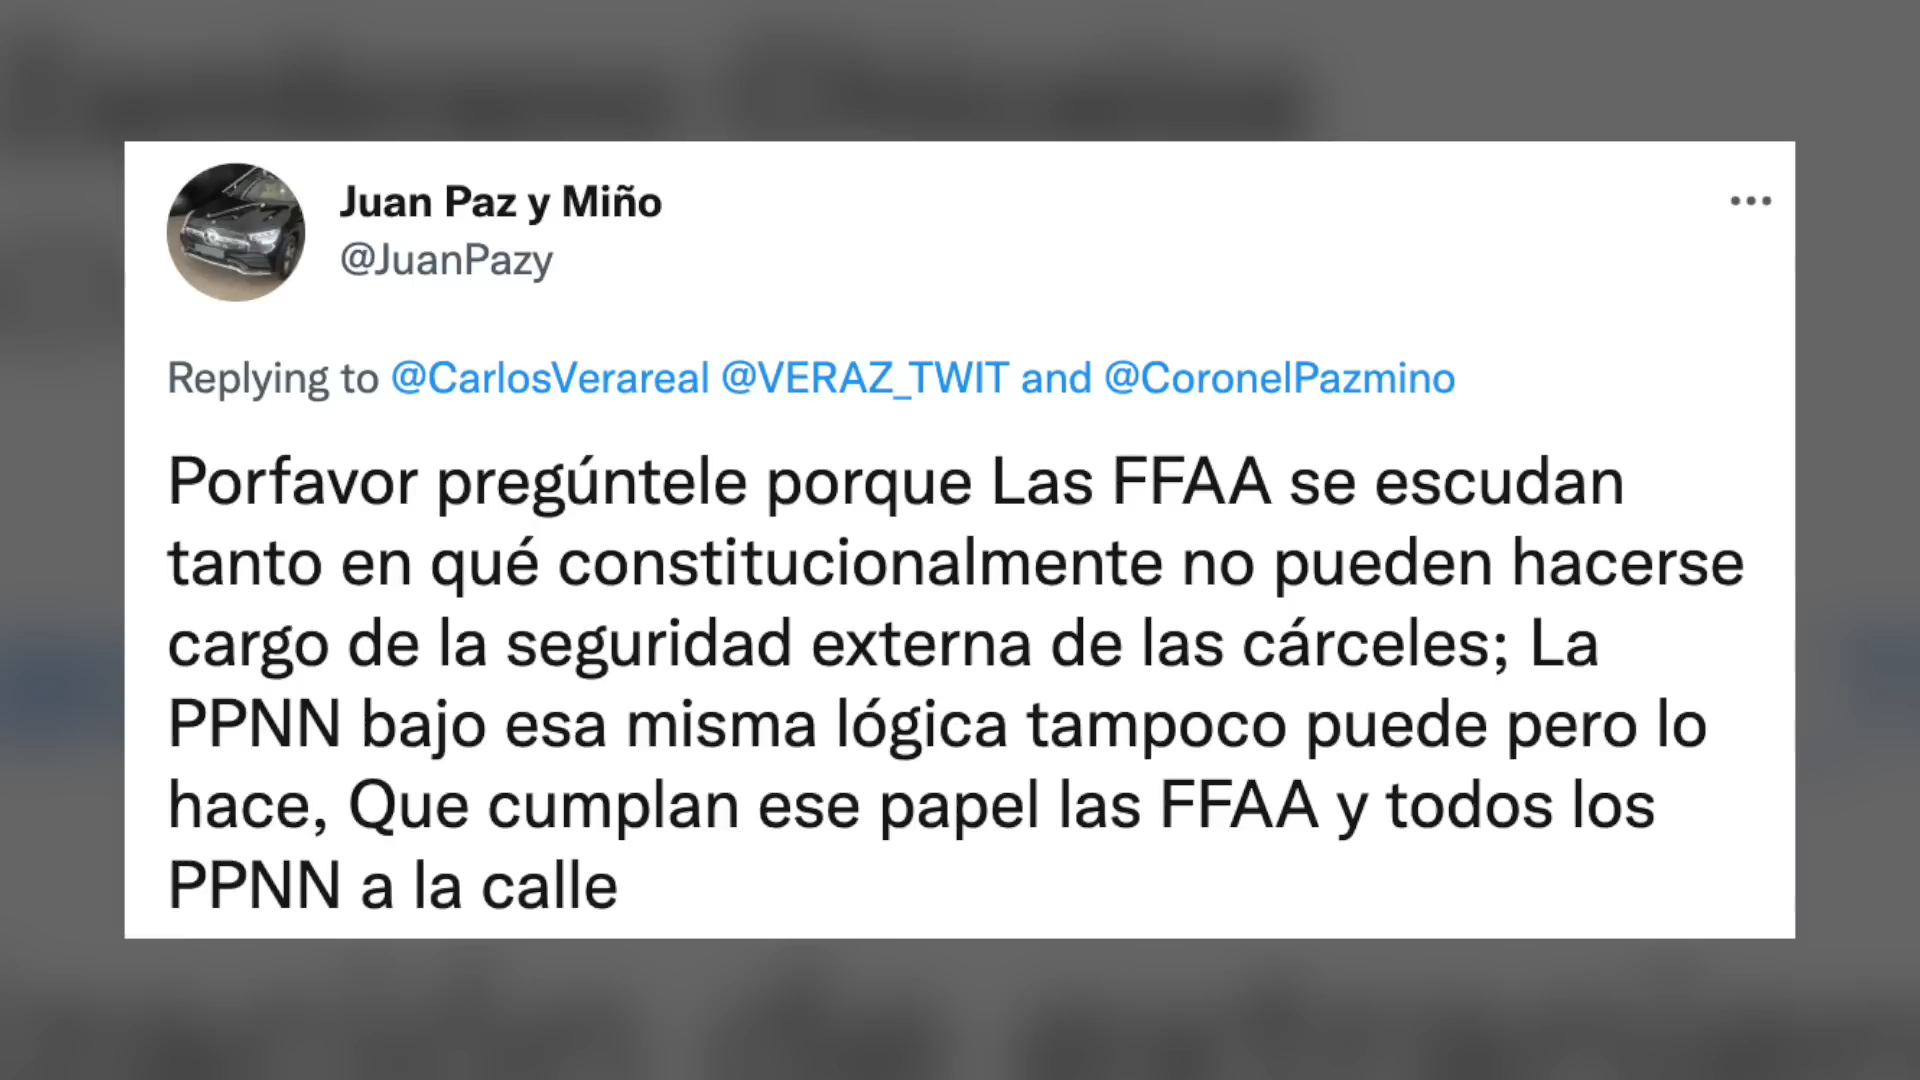 Juan Paz y Miño
@JuanPazy
Replying to @CarlosVerareal @VERAZ_TWIT and @CoronelPazmino
Porfavor pregúntele porque Las FFAA se escudan
tanto en qué constitucionalmente no pueden hacerse
cargo de la seguridad externa de las cárceles; La
PPNN bajo esa misma lógica tampoco puede pero lo
hace, Que cumplan ese papel las FFAA y todos los
PPNN a la calle